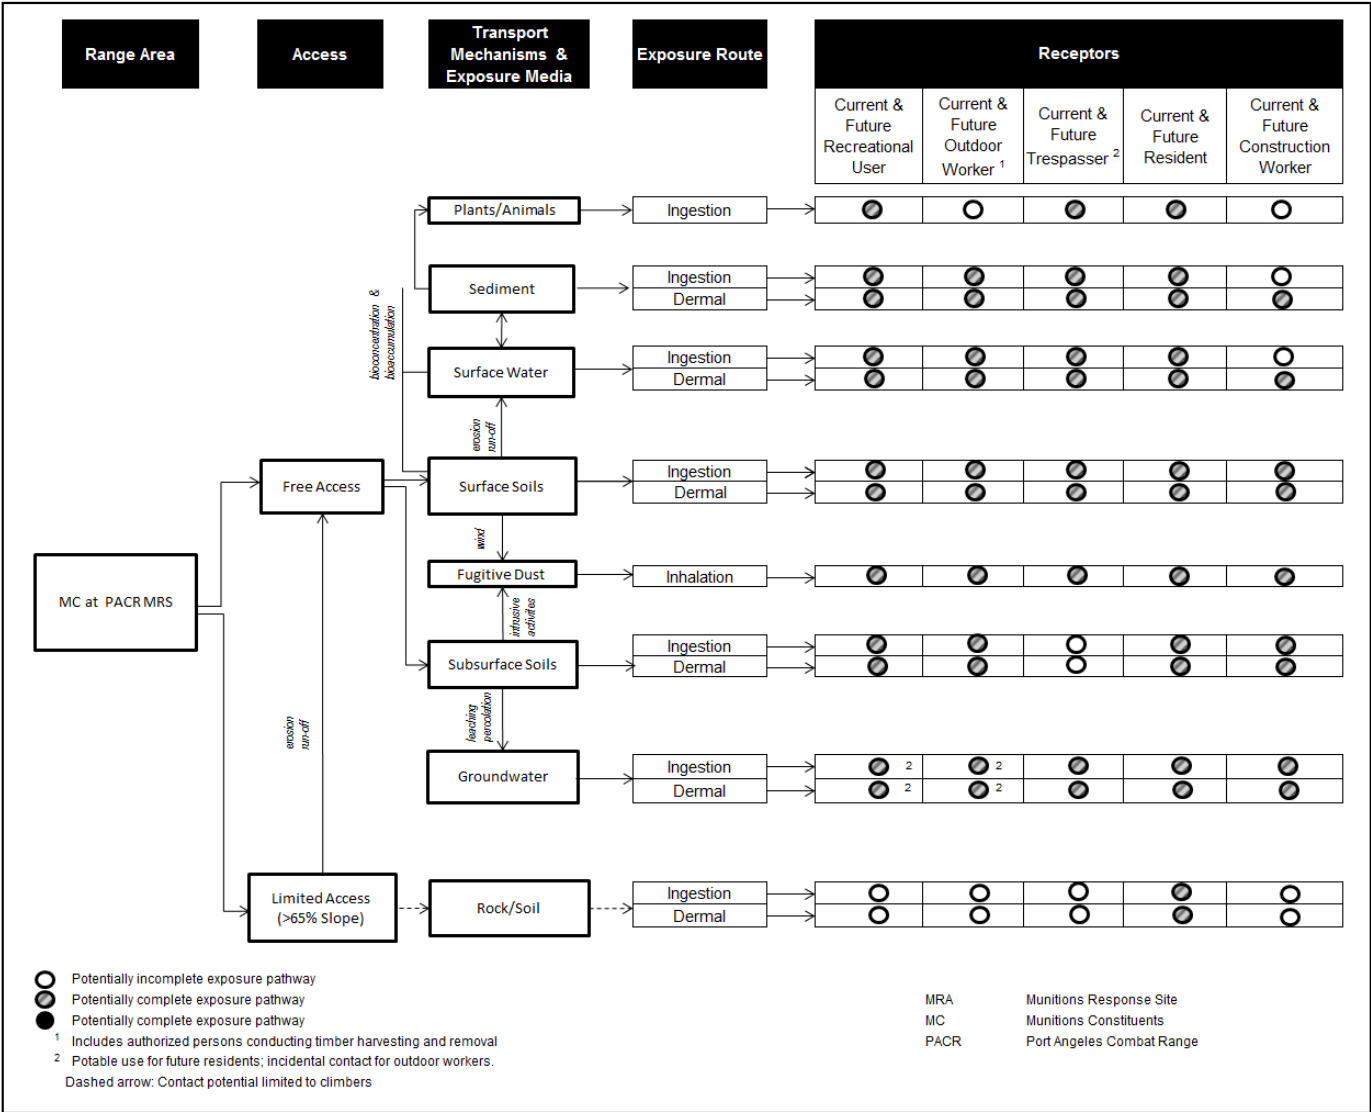 Range Area
Access
Transport
Mechanisms &
Exposure Media
Exposure Route
Receptors
Current &
Future
Recreational
User
Current &
Future
Outdoor
Worker 1
Current &
Future
Trespasser 2
Current &
Future
Resident
Current &
Future
Construction
Worker
Plants/Animals
Ingestion
Sediment
Ingestion
Dermal
bioconcentration &
bioaccumulation
Surface Water
Ingestion
Dermal
erosion
run-off
Free Access
Surface Soils
Ingestion
Dermal
wind
MC at PACR MRS
Fugitive Dust
Inhalation
intrusive
activites
Subsurface Soils
Ingestion
Dermal
leaching
percolation
erosion
run-off
Groundwater
Ingestion
Dermal
2
2
2
2
Limited Access
(>65% Slope)
Rock/Soil
Ingestion
Dermal
Potentially incomplete exposure pathway
Potentially complete exposure pathway
Potentially complete exposure pathway
1 Includes authorized persons conducting timber harvesting and removal
2 Potable use for future residents; incidental contact for outdoor workers.
Dashed arrow: Contact potential limited to climbers
MRA Munitions Response Site
MC Munitions Constituents
PACR Port Angeles Combat Range